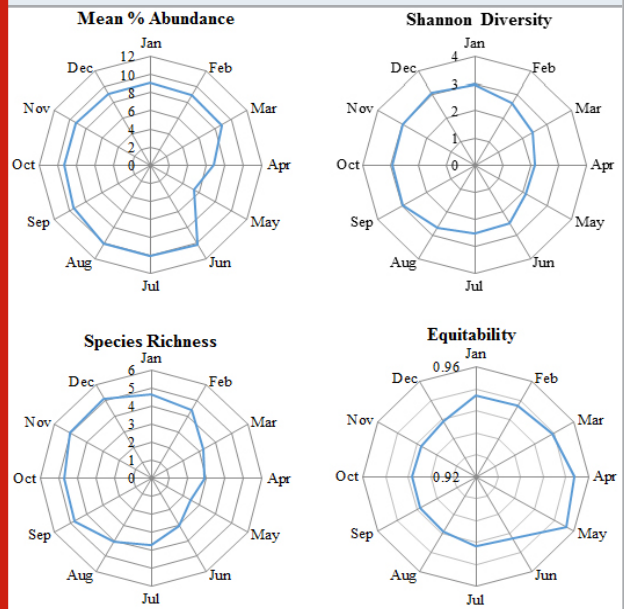 Mean % Abundance
Jan
Feb
Mar
Apr
May
Jun
Jul
Aug
Sep
Oct
Nov
Dec
12
10
8
6
4
2
0
Shannon Diversity
Jan
Feb
Mar
Apr
May
Jun
Jul
Aug
Sep
Oct
Nov
Dec
4
3
2
1
0
Species Richness
Jan
Feb
Mar
Apr
May
Jun
Jul
Aug
Sep
Oct
Nov
Dec
6
5
4
3
2
1
0
Equitability
Jan
Feb
Mar
Apr
May
Jun
Jul
Aug
Sep
Oct
Nov
Dec
0.96
0.92